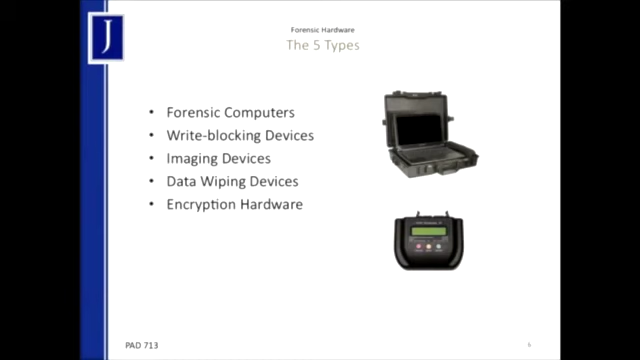 J
Forensic Hardware
The 5 Types
• Forensic Computers
• Write-blocking Devices
• Imaging Devices
• Data Wiping Devices
• Encryption Hardware
PAD 713